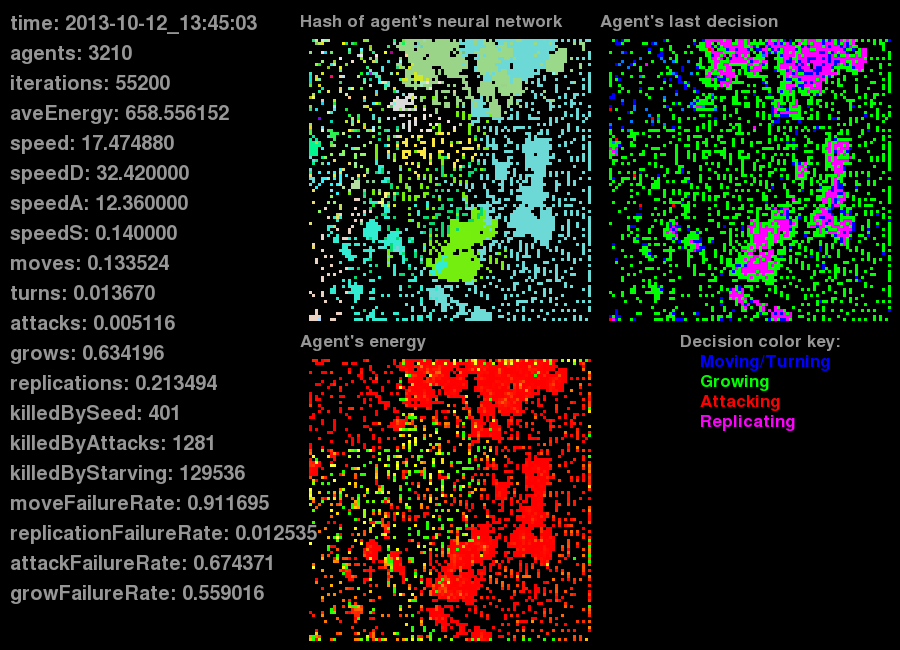 time: 2013-10-12_13:45:03
agents: 3210
iterations: 55200
aveEnergy: 658.556152
speed: 17.474880
speedD: 32.420000
speedA: 12.360000
speedS: 0.140000
moves: 0.133524
turns: 0.013670
attacks: 0.005116
grows: 0.634196
replications: 0.213494
killedBySeed: 401
killedByAttacks: 1281
killedByStarving: 129536
moveFailureRate: 0.911695
replicationFailureRate: 0.012535
attackFailureRate: 0.674371
growFailureRate: 0.559016
Hash of agent's neural network
Agent's last decision
Agent's energy
Decision color key:
Moving/Turning
Growing
Attacking
Replicating